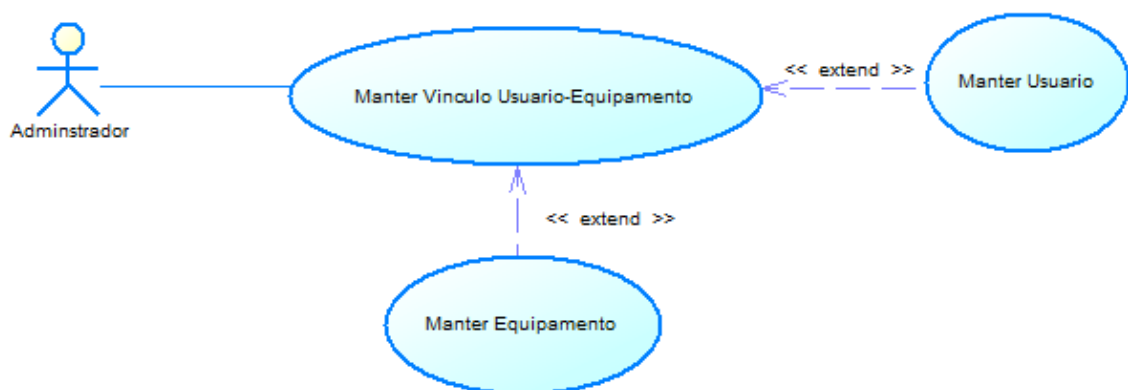 << extend >>
Manter Usuario
Manter Vinculo Usuario-Equipamento
Adminstrador
<< extend >>
Manter Equipamento